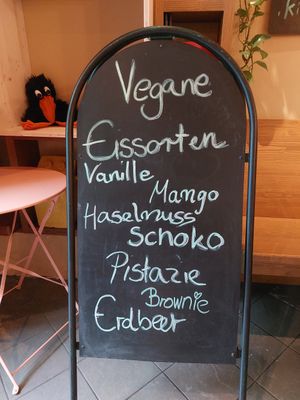 Vegane
Eissorten
Vanille
Mango
Haselnuss
SCHOKO
Pistazie
Brownie
Erdbeer